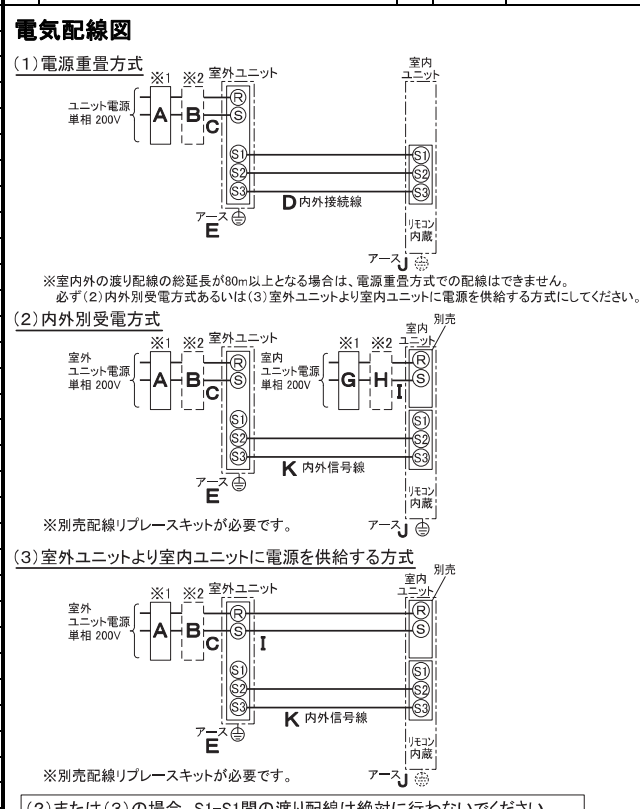 電気配線図
(1)電源重畳方式
※1 ※2 室外ユニット
室内
ユニット
ユニット電源
単相 200V
A B C
R
S
S1 S1
S2 S2
S3 S3
D 内外接続線
アース
E
リモコン
内蔵
アース J
※室内外の渡り配線の総延長が80m以上となる場合は、電源重畳方式での配線はできません。
必ず(2)内外別受電方式あるいは(3)室外ユニットより室内ユニットに電源を供給する方式にしてください。
(2)内外別受電方式
※1 ※2 室外ユニット
※1 ※2 室内
ユニット
別売
室外
ユニット電源
単相 200V
A B C
R
S
室内
ユニット電源
単相 200V
G H I
R
S
S1 S1
S2 S2
S3 S3
K 内外信号線
アース
E
リモコン
内蔵
※別売配線リプレースキットが必要です。
アース J
(3)室外ユニットより室内ユニットに電源を供給する方式
※1 ※2 室外ユニット
室内
ユニット
別売
室外
ユニット電源
単相 200V
A B C
R R
S I S
S1 S1
S2 S2
S3 S3
K 内外信号線
アース
E
リモコン
内蔵
※別売配線リプレースキットが必要です。
アース J
(2)または(3)の場合、S1-S1間の渡り配線は絶対に行わないでください。